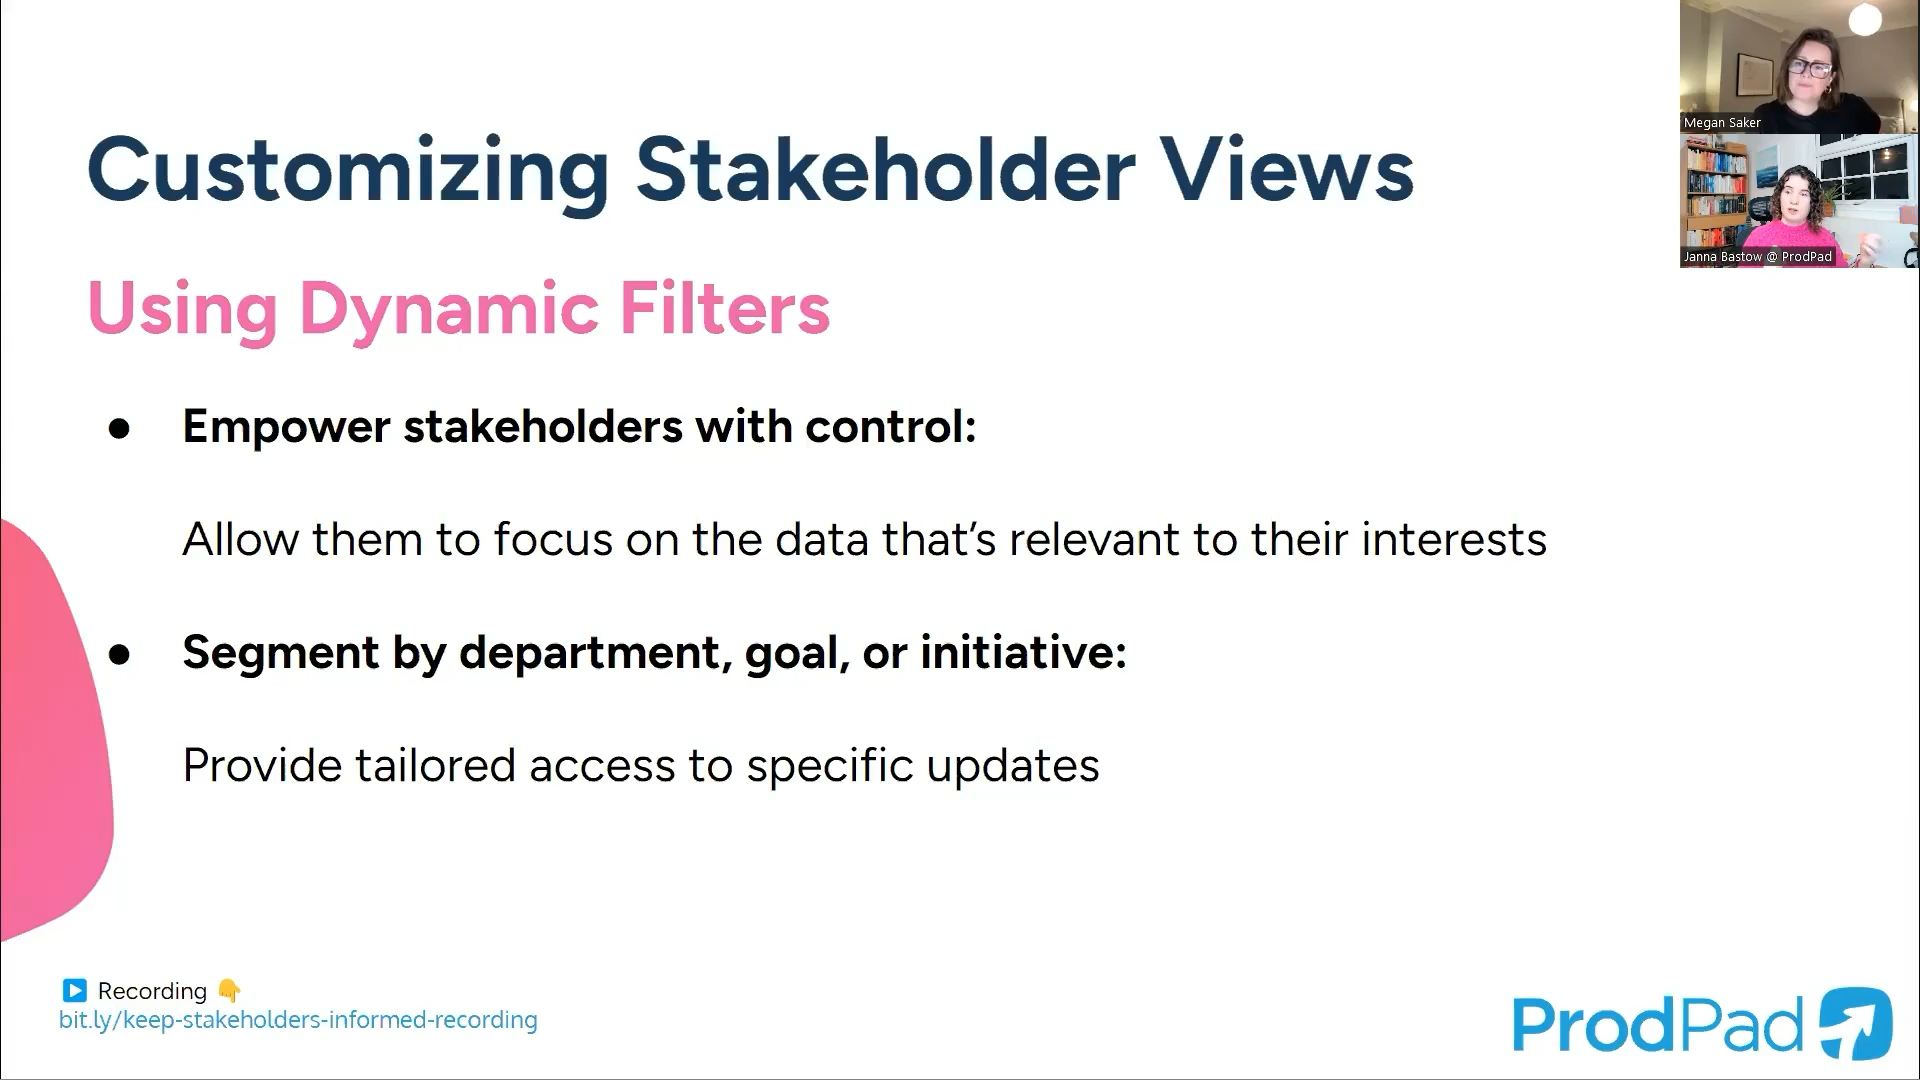 Customizing Stakeholder Views
Using Dynamic Filters
● Empower stakeholders with control:
Allow them to focus on the data that’s relevant to their interests
● Segment by department, goal, or initiative:
Provide tailored access to specific updates
Recording
bit.ly/keep-stakeholders-informed-recording
ProdPad
Megan Saker
Janna Bastow @ ProdPad